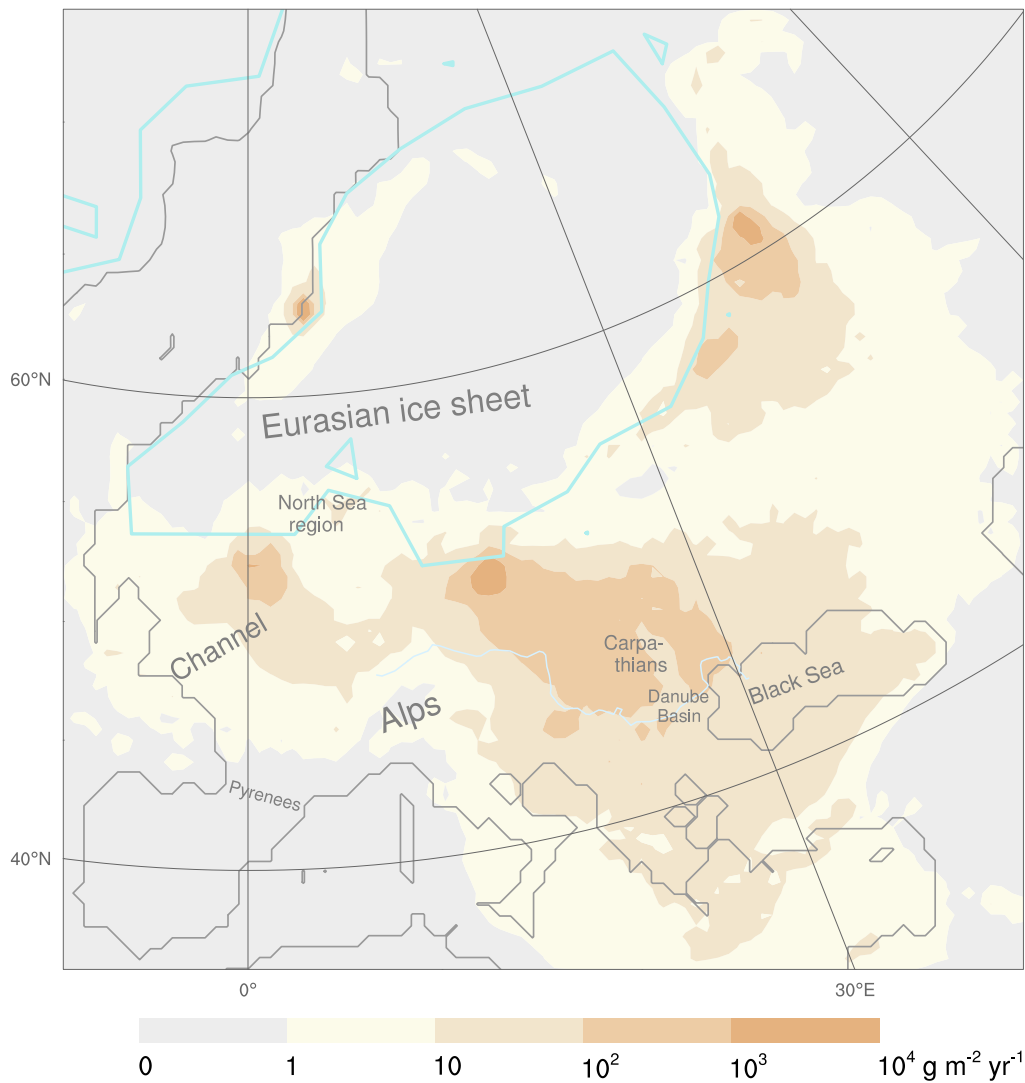 60°N
Eurasian ice sheet
North Sea
region
Channel
Carpa-
thians
Danube
Basin
Black Sea
Alps
Pyrenees
40°N
0°
30°E
0 1 10 10² 10³ 10⁴ g m⁻² yr⁻¹